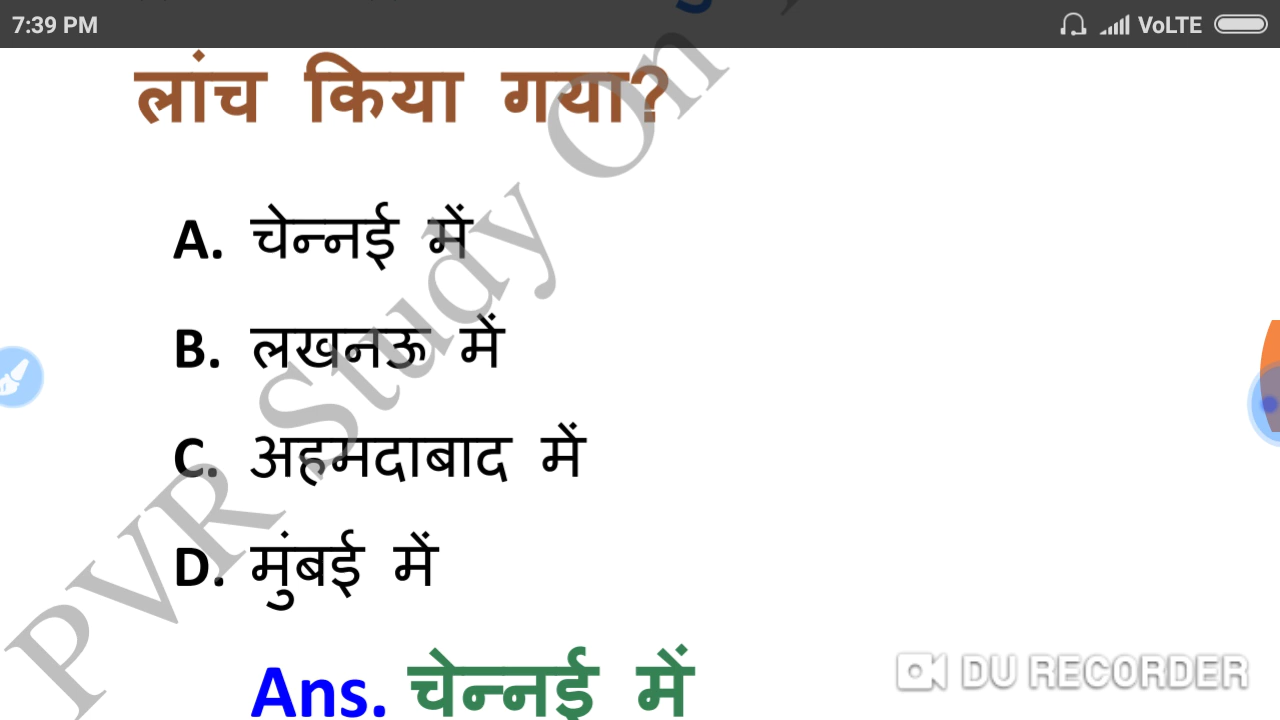 7:39 PM VoLTE
लांच किया गया?
A. चेन्नई में
B. लखनऊ में
C. अहमदाबाद में
D. मुंबई में
Ans. चेन्नई में
PVR Study On
DU RECORDER